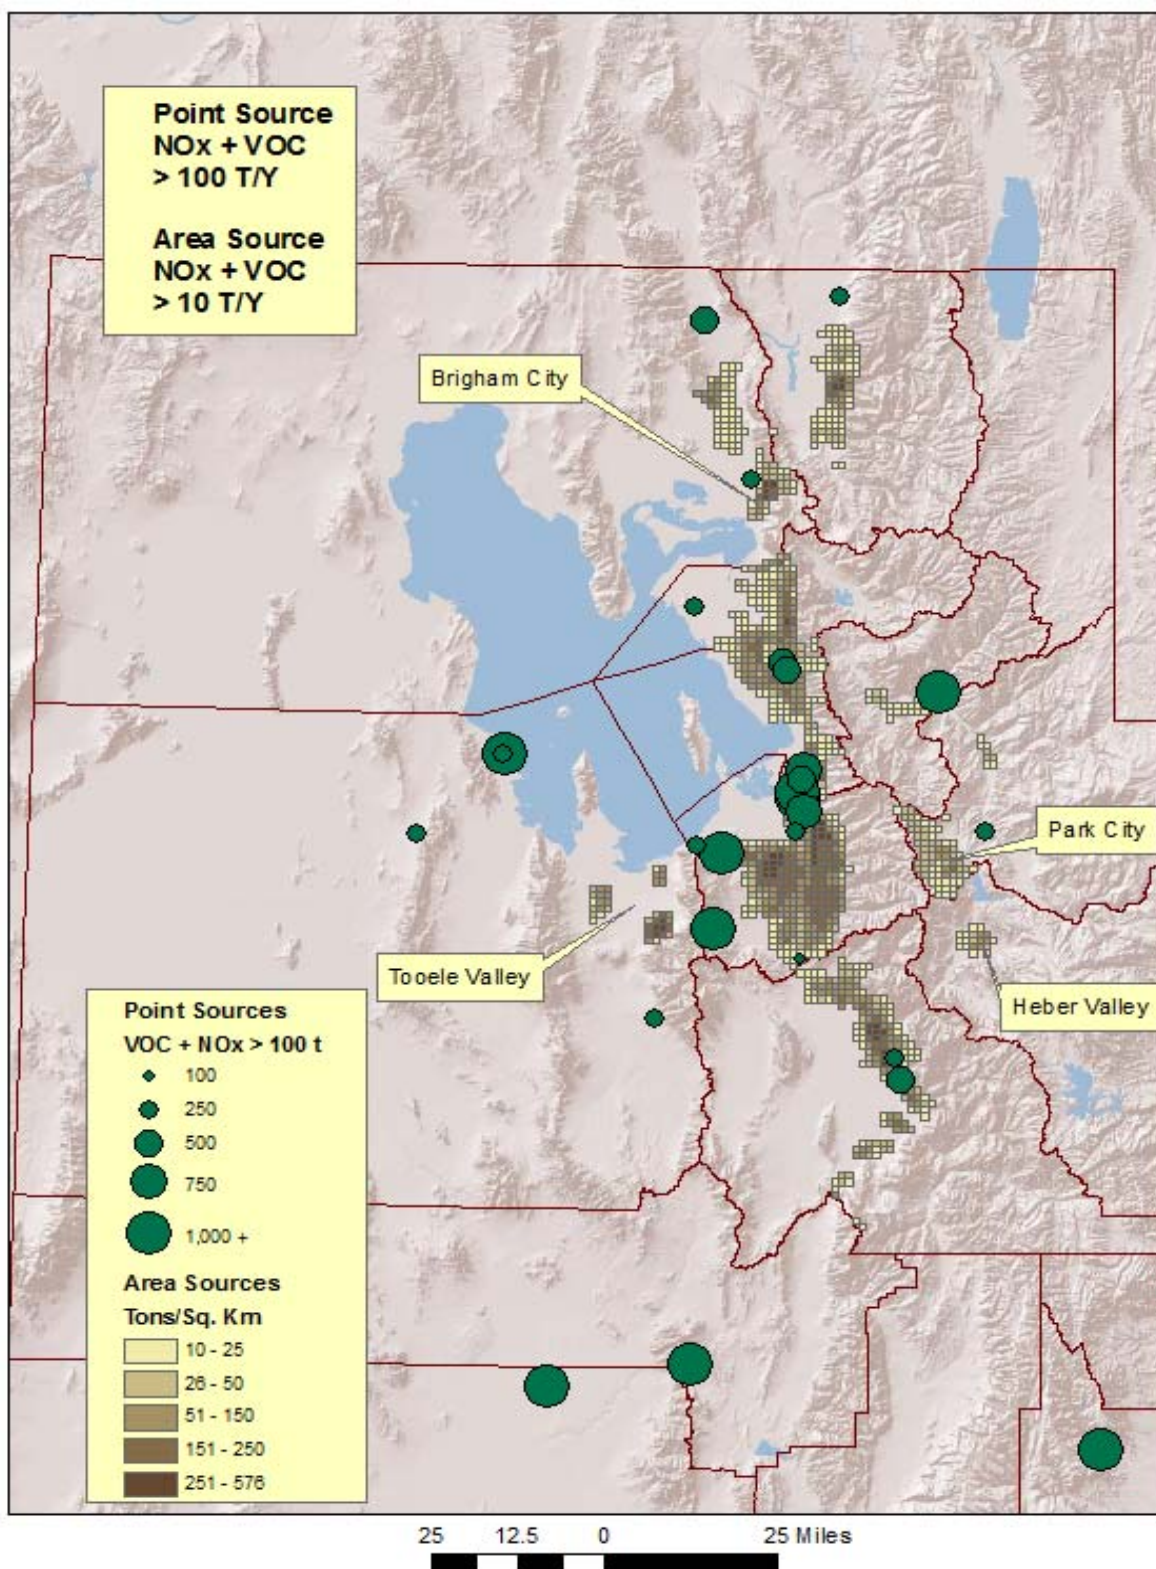 Point Source
NOx + VOC
> 100 T/Y
Area Source
NOx + VOC
> 10 T/Y
Brigham City
Park City
Tooele Valley
Heber Valley
Point Sources
VOC + NOx > 100 t
100
250
500
750
1,000 +
Area Sources
Tons/Sq. Km
10 - 25
26 - 50
51 - 150
151 - 250
251 - 576
25 12.5 0 25 Miles